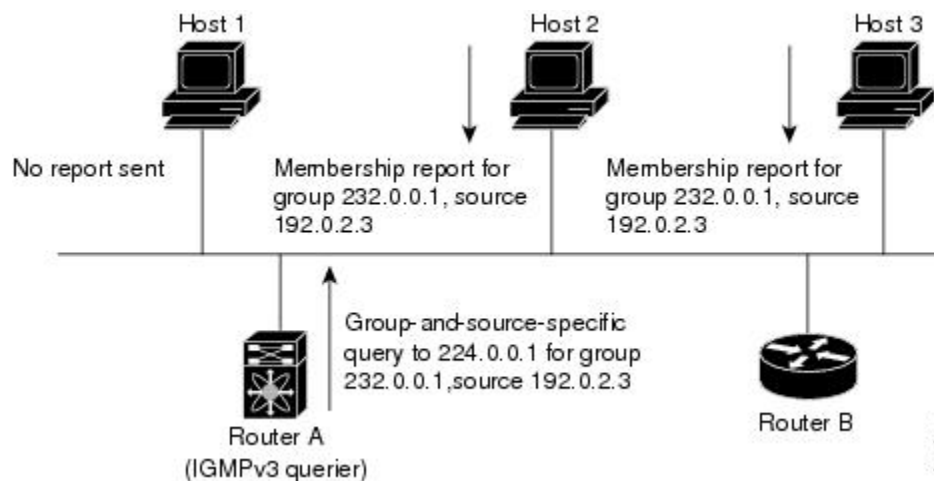 Host 1
Host 2
Host 3
No report sent
Membership report for
group 232.0.0.1, source
192.0.2.3
Membership report for
group 232.0.0.1, source
192.0.2.3
Group-and-source-specific
query to 224.0.0.1 for group
232.0.0.1,source 192.0.2.3
Router A
(IGMPv3 querier)
Router B